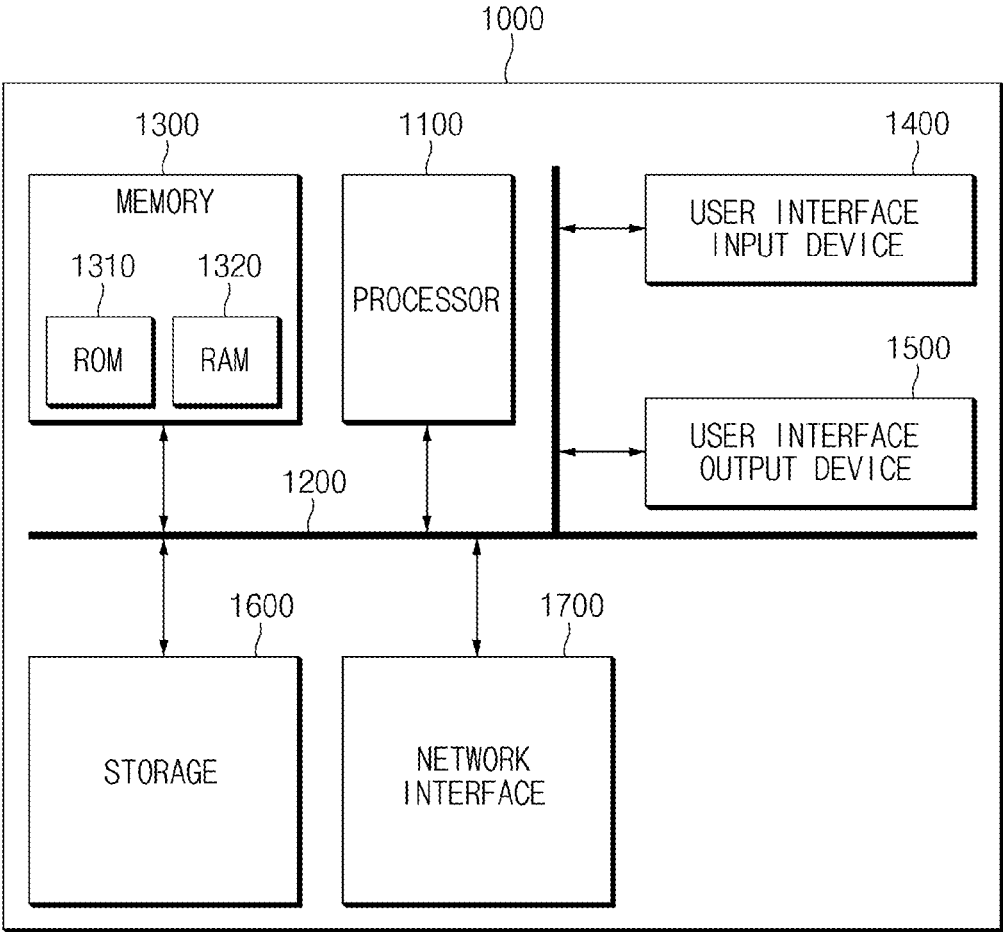 1000
1300
1100
1400
MEMORY
1310
1320
ROM
RAM
PROCESSOR
USER INTERFACE
INPUT DEVICE
1500
USER INTERFACE
OUTPUT DEVICE
1200
1600
1700
STORAGE
NETWORK
INTERFACE